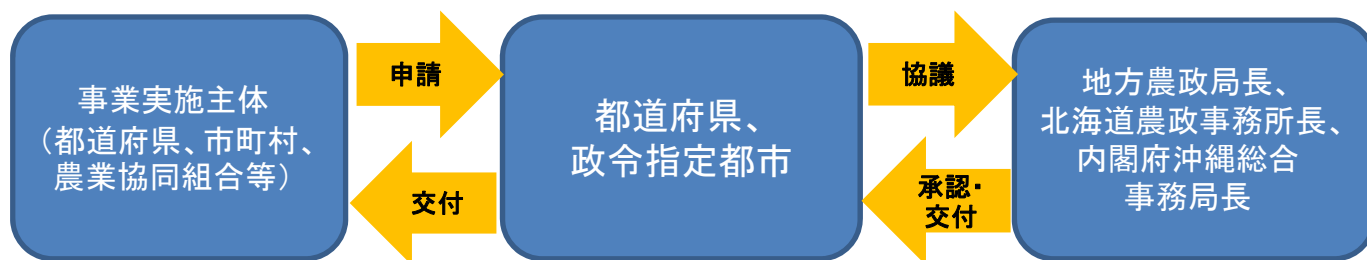 事業実施主体
（都道府県、市町村、
農業協同組合等）
申請
交付
都道府県、
政令指定都市
協議
承認・
交付
地方農政局長、
北海道農政事務所長、
内閣府沖縄総合
事務局長